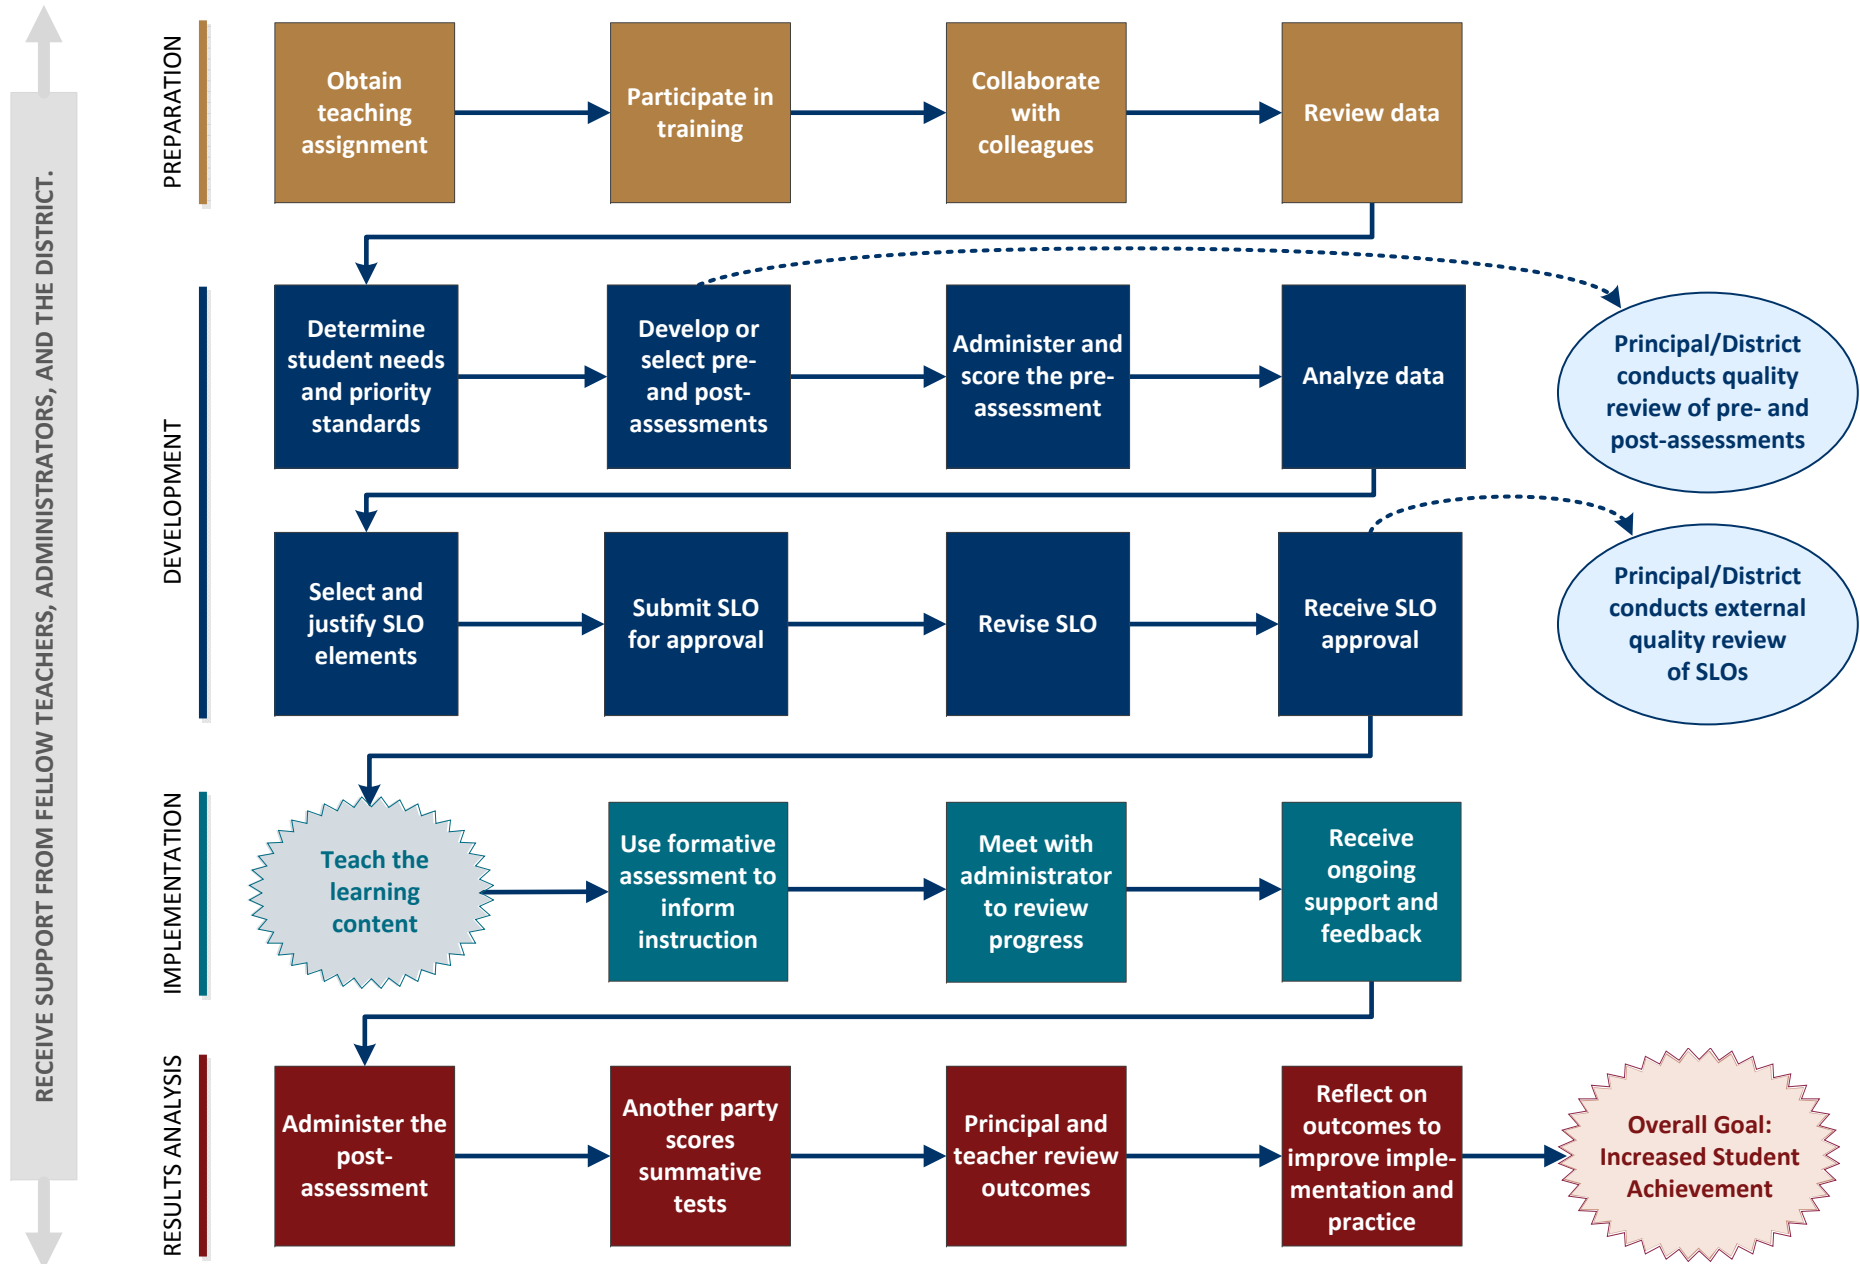 RECEIVE SUPPORT FROM FELLOW TEACHERS, ADMINISTRATORS, AND THE DISTRICT.
PREPARATION
Obtain
teaching
assignment
Participate in
training
Collaborate
with
colleagues
Review data
DEVELOPMENT
Determine
student needs
and priority
standards
Develop or
select pre-
and post-
assessments
Administer and
score the pre-
assessment
Analyze data
Principal/District
conducts quality
review of pre- and
post-assessments
Select and
justify SLO
elements
Submit SLO
for approval
Revise SLO
Receive SLO
approval
Principal/District
conducts external
quality review
of SLOs
IMPLEMENTATION
Teach the
learning
content
Use formative
assessment to
inform
instruction
Meet with
administrator
to review
progress
Receive
ongoing
support and
feedback
RESULTS ANALYSIS
Administer the
post-
assessment
Another party
scores
summative
tests
Principal and
teacher review
outcomes
Reflect on
outcomes to
improve imple-
mentation and
practice
Overall Goal:
Increased Student
Achievement